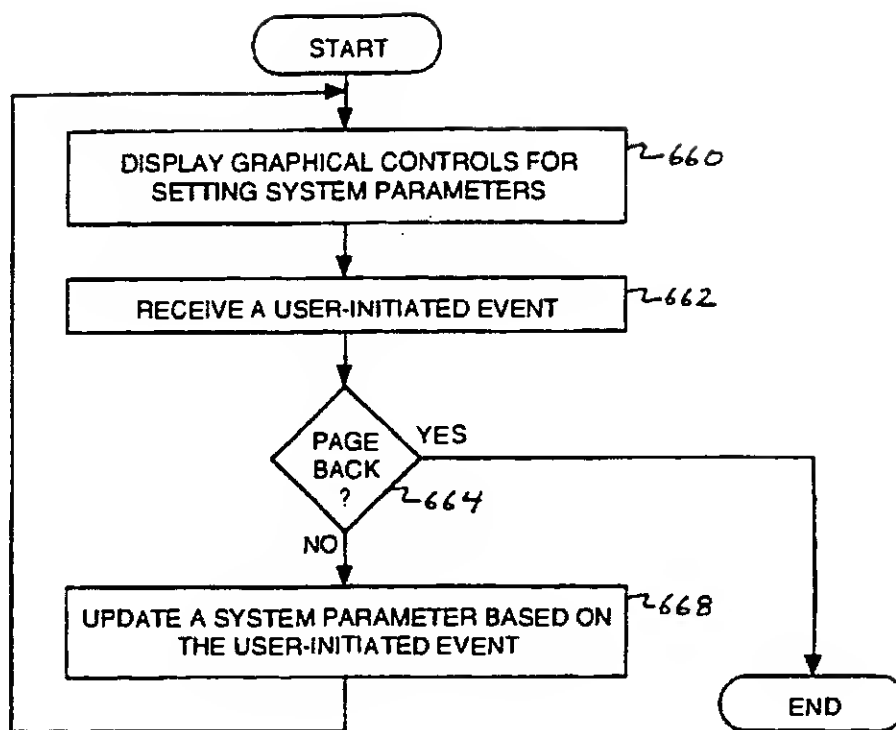 START
DISPLAY GRAPHICAL CONTROLS FOR
SETTING SYSTEM PARAMETERS
660
RECEIVE A USER-INITIATED EVENT
662
PAGE
BACK
?
YES
664
NO
UPDATE A SYSTEM PARAMETER BASED ON
THE USER-INITIATED EVENT
668
END